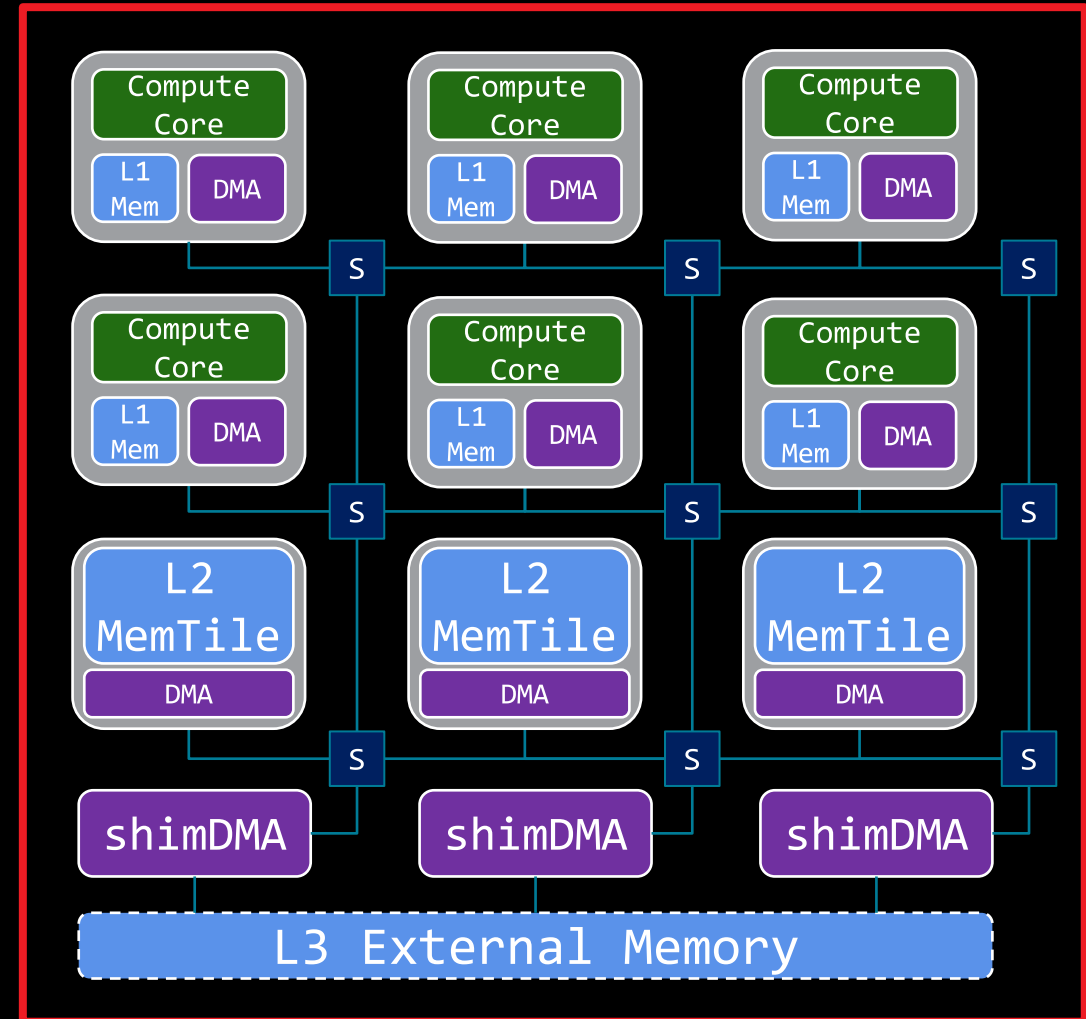 Compute
Core
L1
Mem
DMA
Compute
Core
L1
Mem
DMA
Compute
Core
L1
Mem
DMA
S
S
S
Compute
Core
L1
Mem
DMA
Compute
Core
L1
Mem
DMA
Compute
Core
L1
Mem
DMA
S
S
S
L2
MemTile
DMA
L2
MemTile
DMA
L2
MemTile
DMA
S
S
S
shimDMA
shimDMA
shimDMA
L3 External Memory